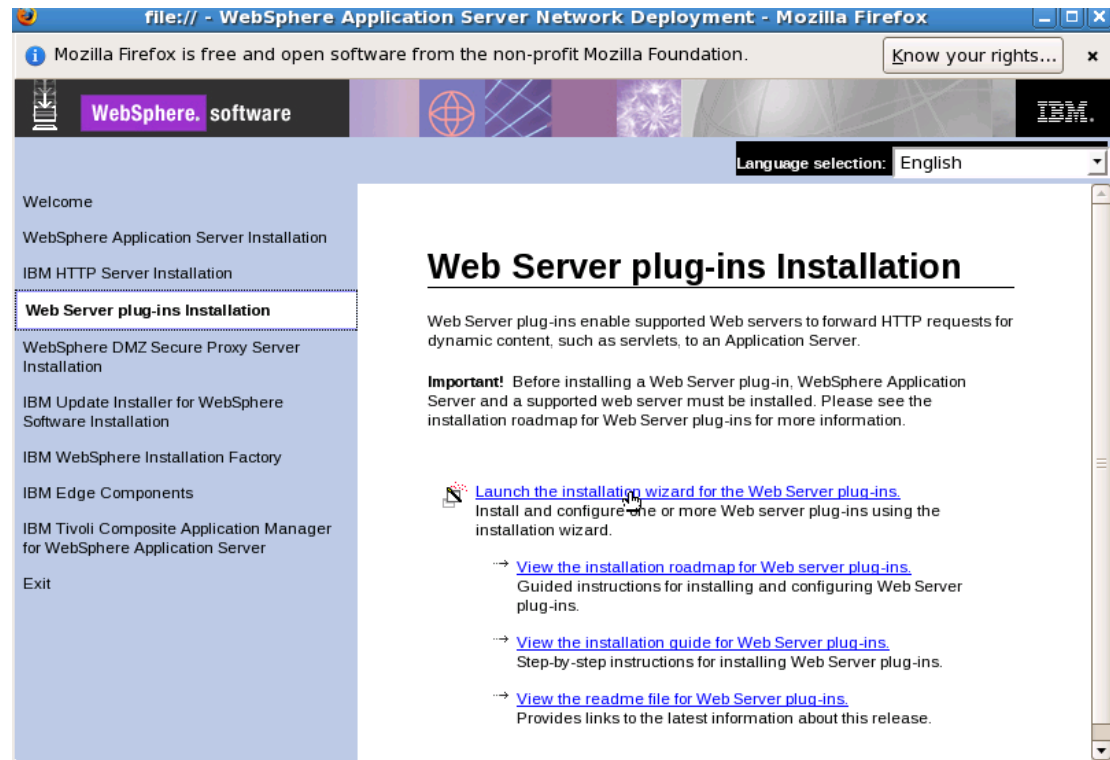 file:// - WebSphere Application Server Network Deployment - Mozilla Firefox
Mozilla Firefox is free and open software from the non-profit Mozilla Foundation.
Know your rights...
WebSphere. software
IBM.
Language selection: English
Welcome
WebSphere Application Server Installation
IBM HTTP Server Installation
Web Server plug-ins Installation
WebSphere DMZ Secure Proxy Server
Installation
IBM Update Installer for WebSphere
Software Installation
IBM WebSphere Installation Factory
IBM Edge Components
IBM Tivoli Composite Application Manager
for WebSphere Application Server
Exit
Web Server plug-ins Installation
Web Server plug-ins enable supported Web servers to forward HTTP requests for
dynamic content, such as servlets, to an Application Server.
Important! Before installing a Web Server plug-in, WebSphere Application
Server and a supported web server must be installed. Please see the
installation roadmap for Web Server plug-ins for more information.
Launch the installation wizard for the Web Server plug-ins.
Install and configure one or more Web server plug-ins using the
installation wizard.
View the installation roadmap for Web server plug-ins.
Guided instructions for installing and configuring Web Server
plug-ins.
View the installation guide for Web Server plug-ins.
Step-by-step instructions for installing Web Server plug-ins.
View the readme file for Web Server plug-ins.
Provides links to the latest information about this release.